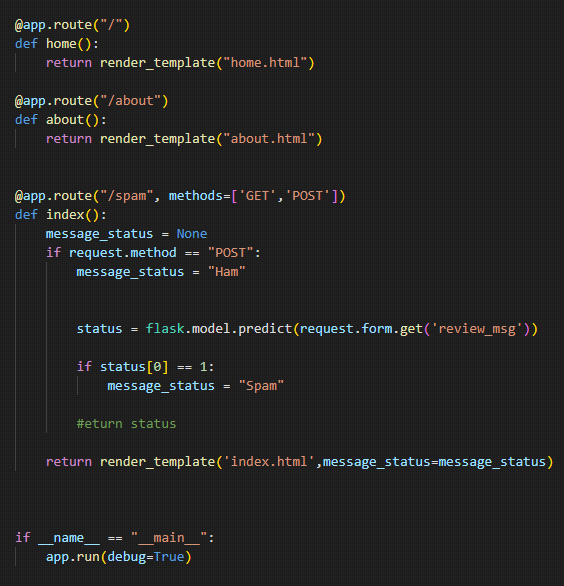 @app.route("/")
def home():
    return render_template("home.html")

@app.route("/about")
def about():
    return render_template("about.html")


@app.route("/spam", methods=['GET','POST'])
def index():
    message_status = None
    if request.method == "POST":
        message_status = "Ham"


        status = flask.model.predict(request.form.get('review_msg'))

        if status[0] == 1:
            message_status = "Spam"

        #eturn status

    return render_template('index.html',message_status=message_status)



if __name__ == "__main__":
    app.run(debug=True)